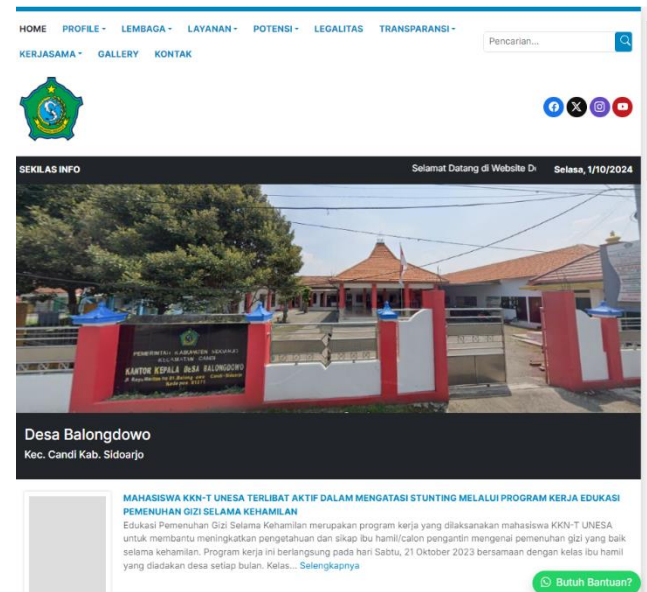 HOME PROFILE LEMBAGA LAYANAN POTENSI LEGALITAS TRANSPARANSI
Pencarian...
KERJASAMA GALLERY KONTAK
SEKILAS INFO
Selamat Datang di Website D
Selasa, 1/10/2024
PEMERINTAH KABUPATEN SIDOARJO
KECAMATAN CANDI
KANTOR KEPALA DESA BALONGDOWO
Desa Balongdowo
Kec. Candi Kab. Sidoarjo
MAHASISWA KKN-T UNESA TERLIBAT AKTIF DALAM MENGATASI STUNTING MELALUI PROGRAM KERJA EDUKASI
PEMENUHAN GIZI SELAMA KEHAMILAN
Edukasi Pemenuhan Gizi Selama Kehamilan merupakan program kerja yang dilaksanakan mahasiswa KKN-T UNESA
untuk membantu meningkatkan pengetahuan dan sikap ibu hamil/calon pengantin mengenai pemenuhan gizi yang baik
selama kehamilan. Program kerja ini berlangsung pada hari Sabtu, 21 Oktober 2023 bersamaan dengan kelas ibu hamil
yang diadakan desa setiap bulan. Kelas... Selengkapnya
Butuh Bantuan?